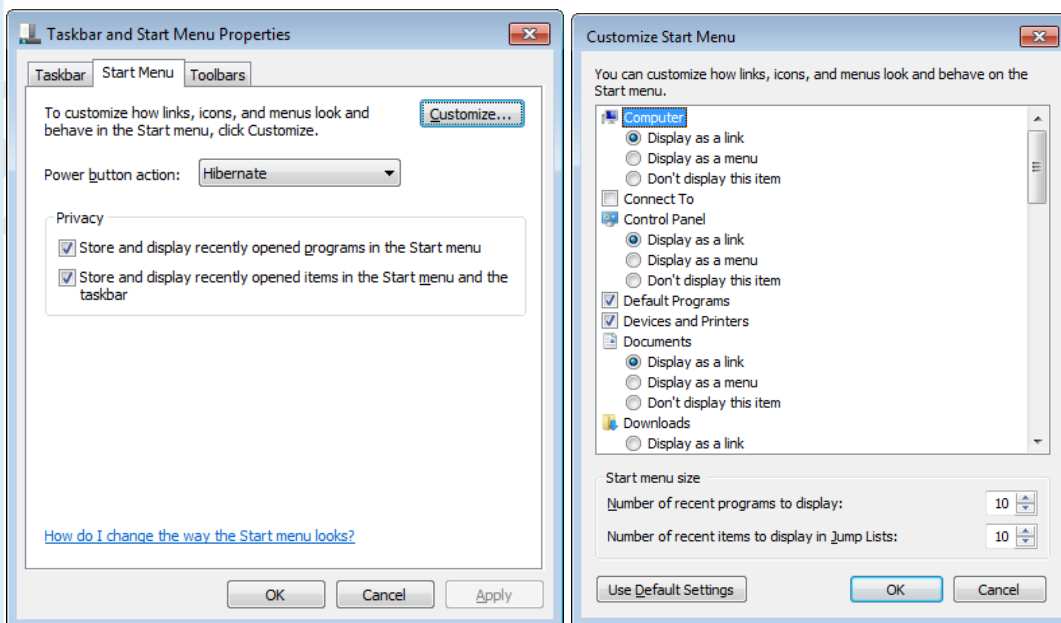 Taskbar and Start Menu Properties
Taskbar
Start Menu
Toolbars
To customize how links, icons, and menus look and
behave in the Start menu, click Customize.
Customize...
Power button action:
Hibernate
Privacy
Store and display recently opened programs in the Start menu
Store and display recently opened items in the Start menu and the
taskbar
How do I change the way the Start menu looks?
OK
Cancel
Apply
Customize Start Menu
You can customize how links, icons, and menus look and behave on the
Start menu.
Computer
Display as a link
Display as a menu
Don't display this item
Connect To
Control Panel
Display as a link
Display as a menu
Don't display this item
Default Programs
Devices and Printers
Documents
Display as a link
Display as a menu
Don't display this item
Downloads
Display as a link
Start menu size
Number of recent programs to display:
10
Number of recent items to display in Jump Lists:
10
Use Default Settings
OK
Cancel